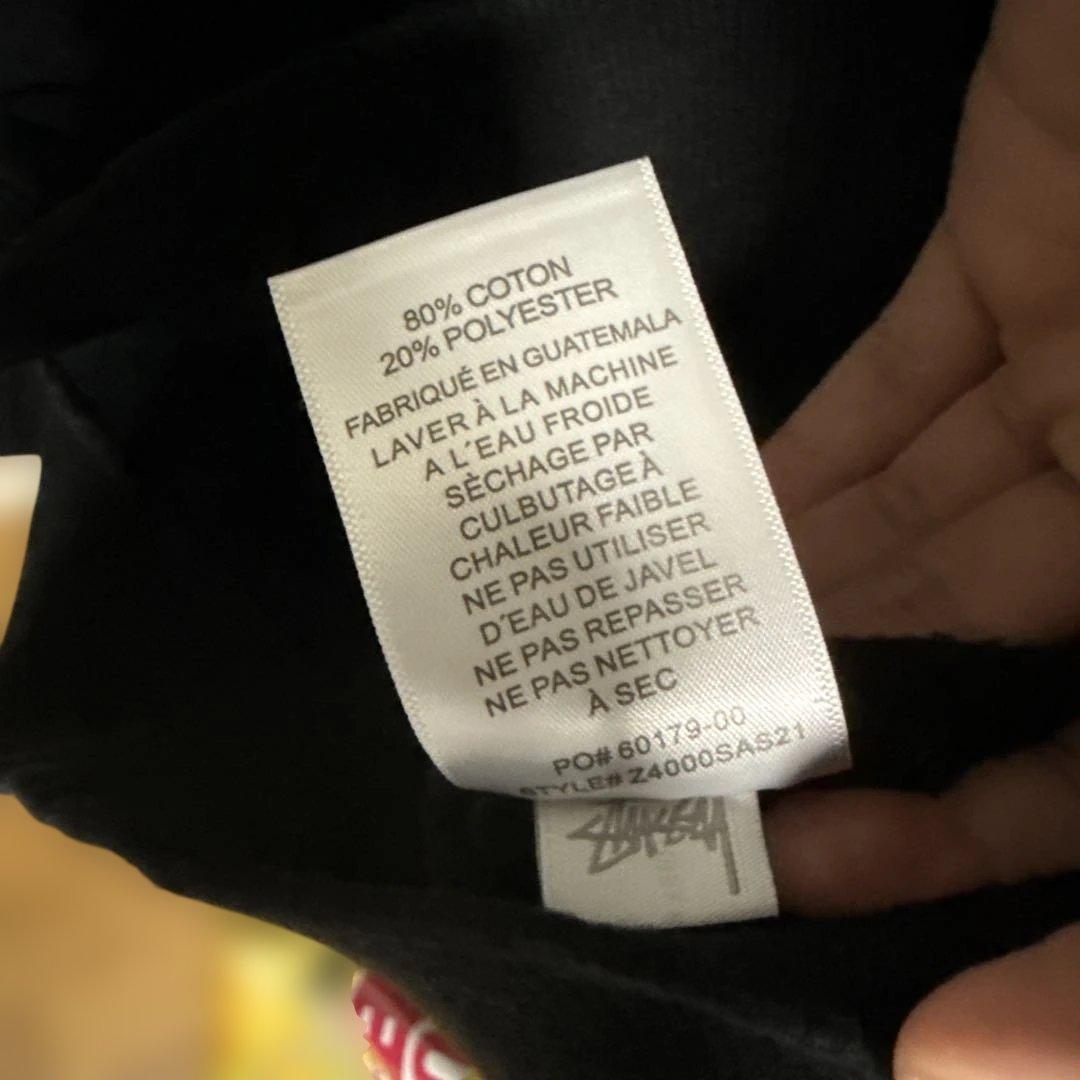 80% COTON
20% POLYESTER
FABRIQUÉ EN GUATEMALA
LAVER À LA MACHINE
A L´EAU FROIDE
SÈCHAGE PAR
CULBUTAGE À
CHALEUR FAIBLE
NE PAS UTILISER
D´EAU DE JAVEL
NE PAS REPASSER
NE PAS NETTOYER
À SEC
PO# 60179-00
STYLE# Z4000SAS21
STUSSY